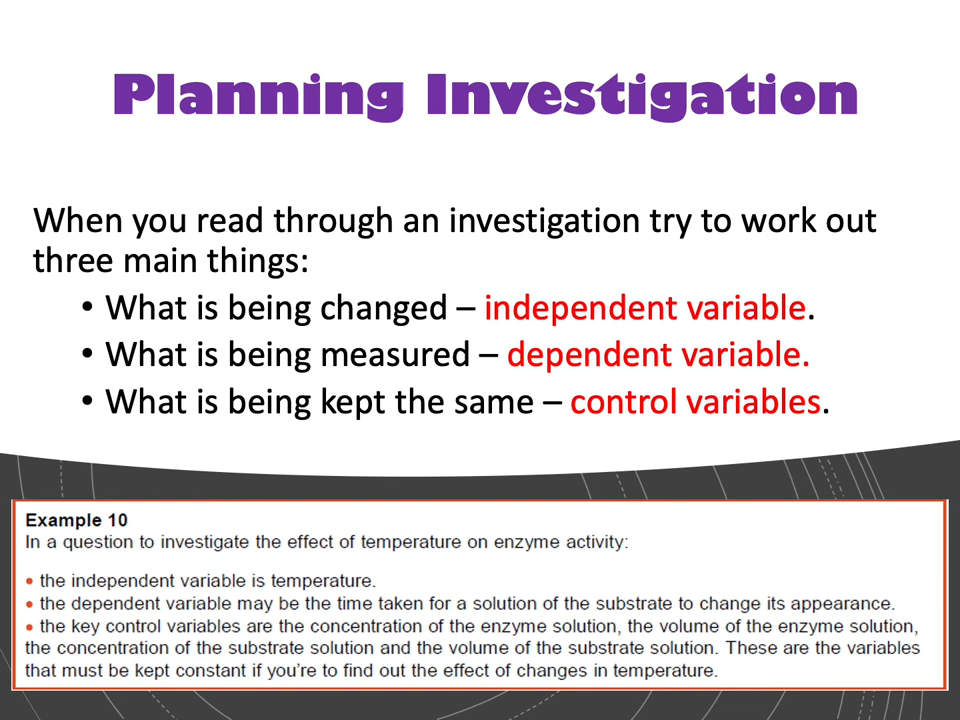 Planning Investigation
When you read through an investigation try to work out
three main things:
• What is being changed – independent variable.
• What is being measured – dependent variable.
• What is being kept the same – control variables.
Example 10
In a question to investigate the effect of temperature on enzyme activity:
• the independent variable is temperature.
• the dependent variable may be the time taken for a solution of the substrate to change its appearance.
• the key control variables are the concentration of the enzyme solution, the volume of the enzyme solution,
the concentration of the substrate solution and the volume of the substrate solution. These are the variables
that must be kept constant if you're to find out the effect of changes in temperature.